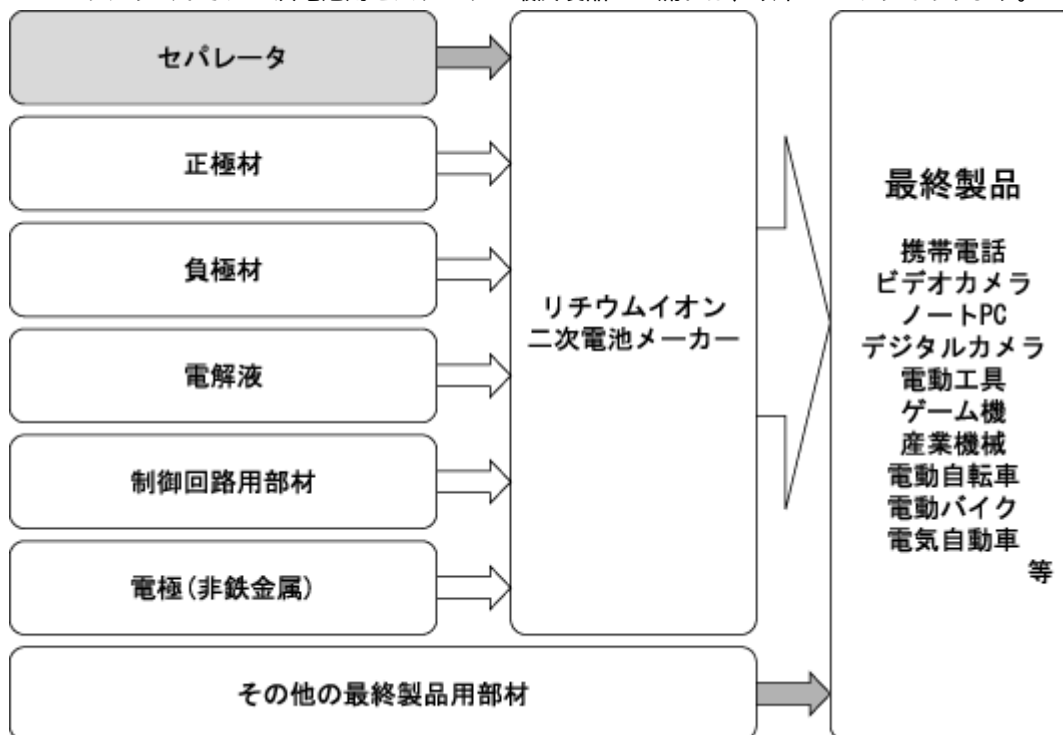 セパレータ
正極材
負極材
電解液
制御回路用部材
電極(非鉄金属)
その他の最終製品用部材
リチウムイオン
二次電池メーカー
最終製品
携帯電話
ビデオカメラ
ノートPC
デジタルカメラ
電動工具
ゲーム機
産業機械
電動自転車
電動バイク
電気自動車
等